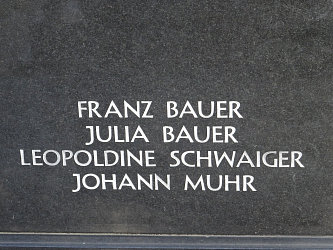 FRANZ BAUER
JULIA BAUER
LEOPOLDINE SCHWAIGER
JOHANN MUHR